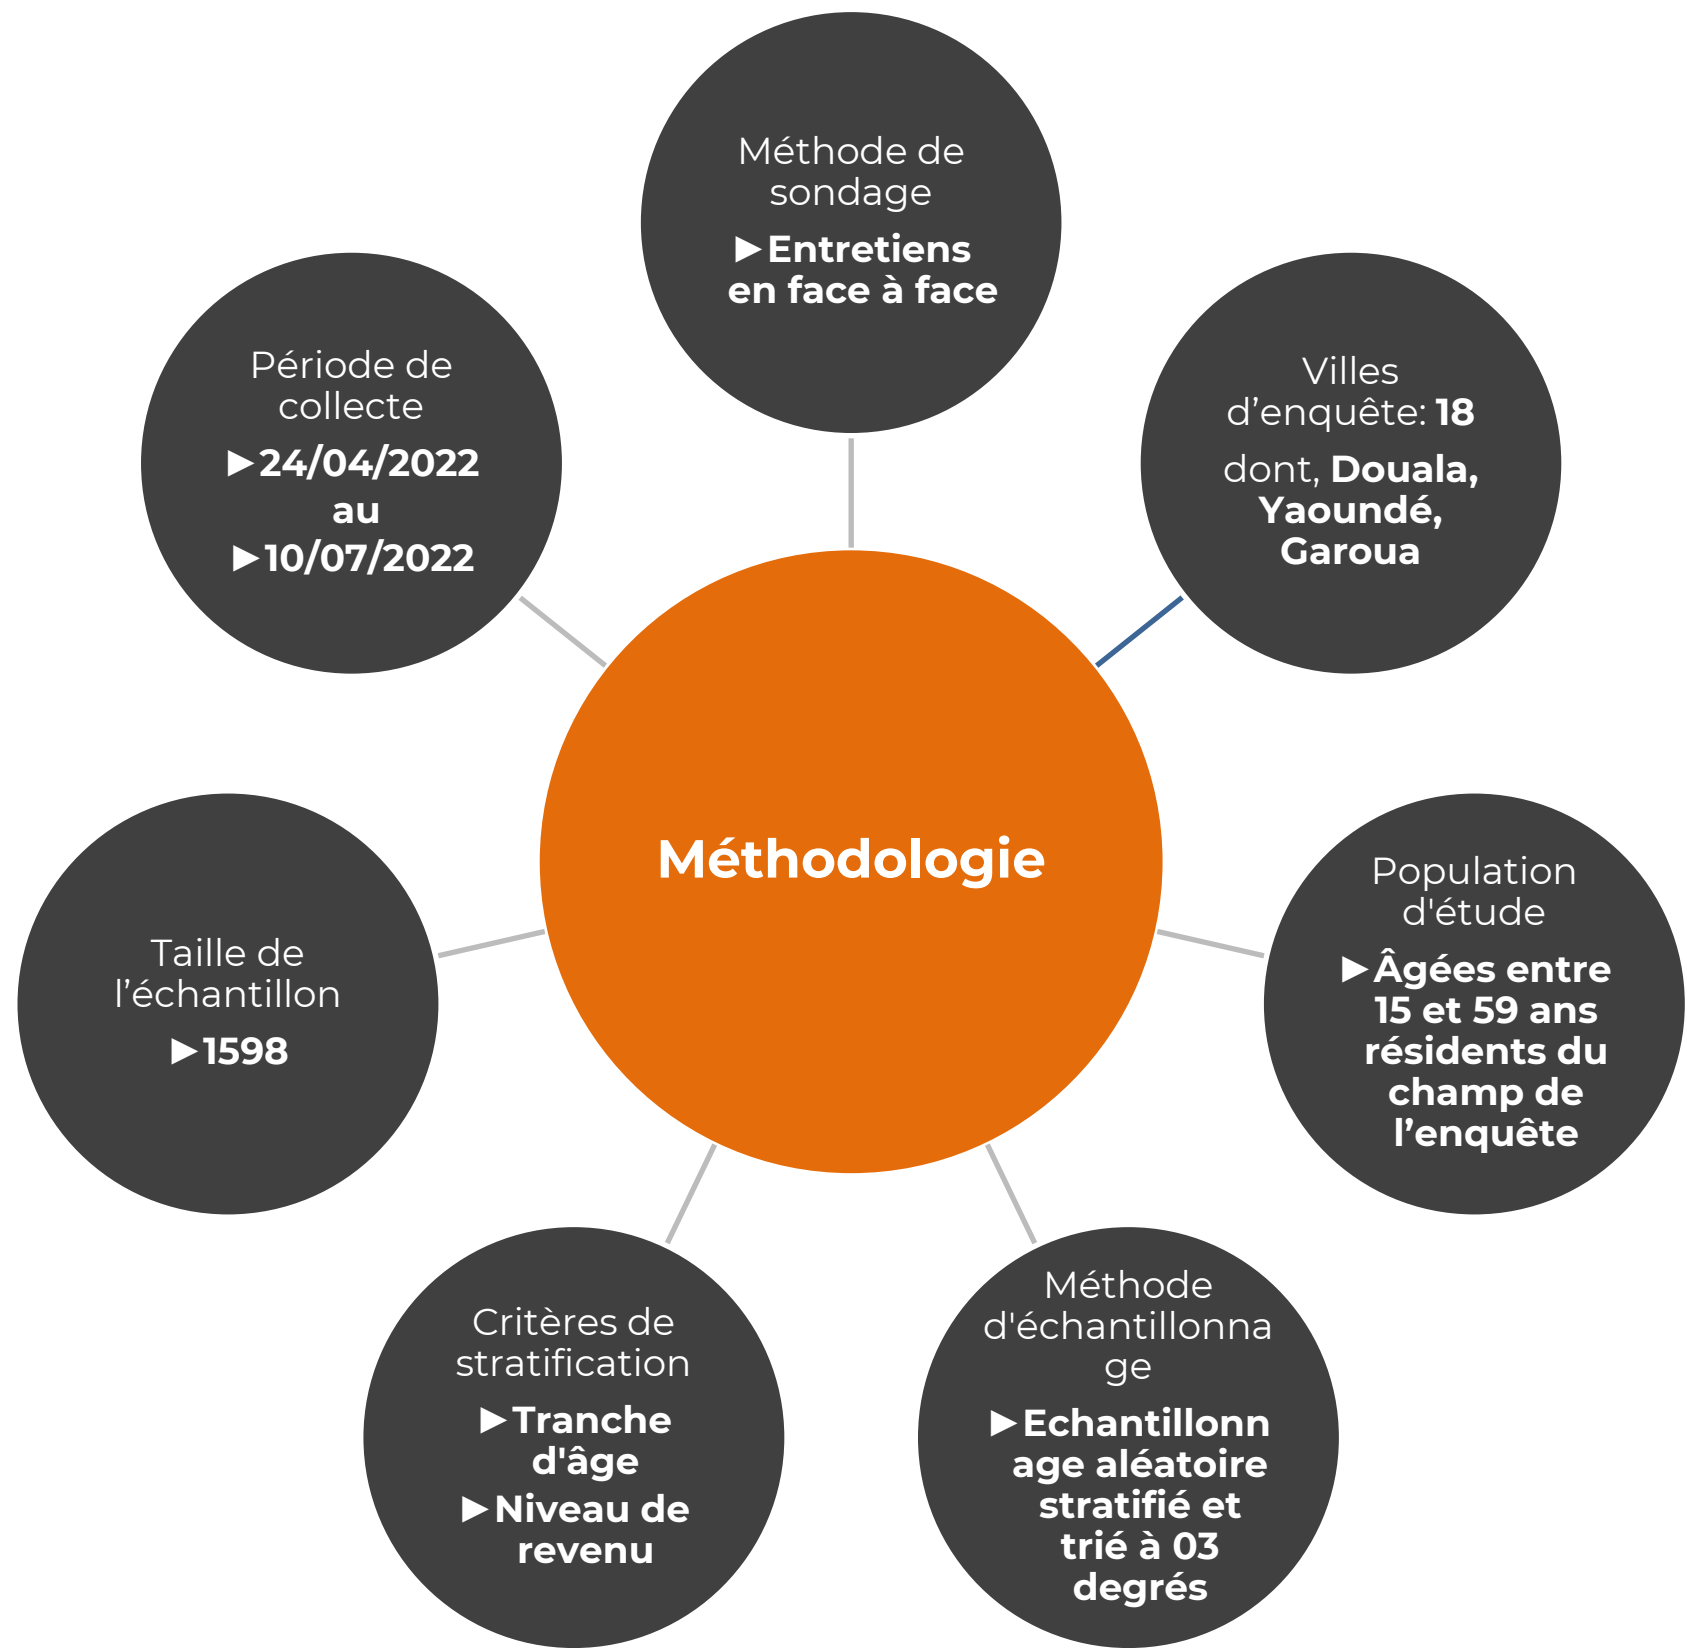 Méthode de
sondage
►Entretiens
en face à face
Villes
d’enquête: 18
dont, Douala,
Yaoundé,
Garoua
Population
d'étude
►Âgées entre
15 et 59 ans
résidents du
champ de
l’enquête
Méthode
d'échantillonna
ge
►Echantillonn
age aléatoire
stratifié et
trié à 03
degrés
Critères de
stratification
►Tranche
d'âge
►Niveau de
revenu
Taille de
l’échantillon
►1598
Période de
collecte
►24/04/2022
au
►10/07/2022
Méthodologie